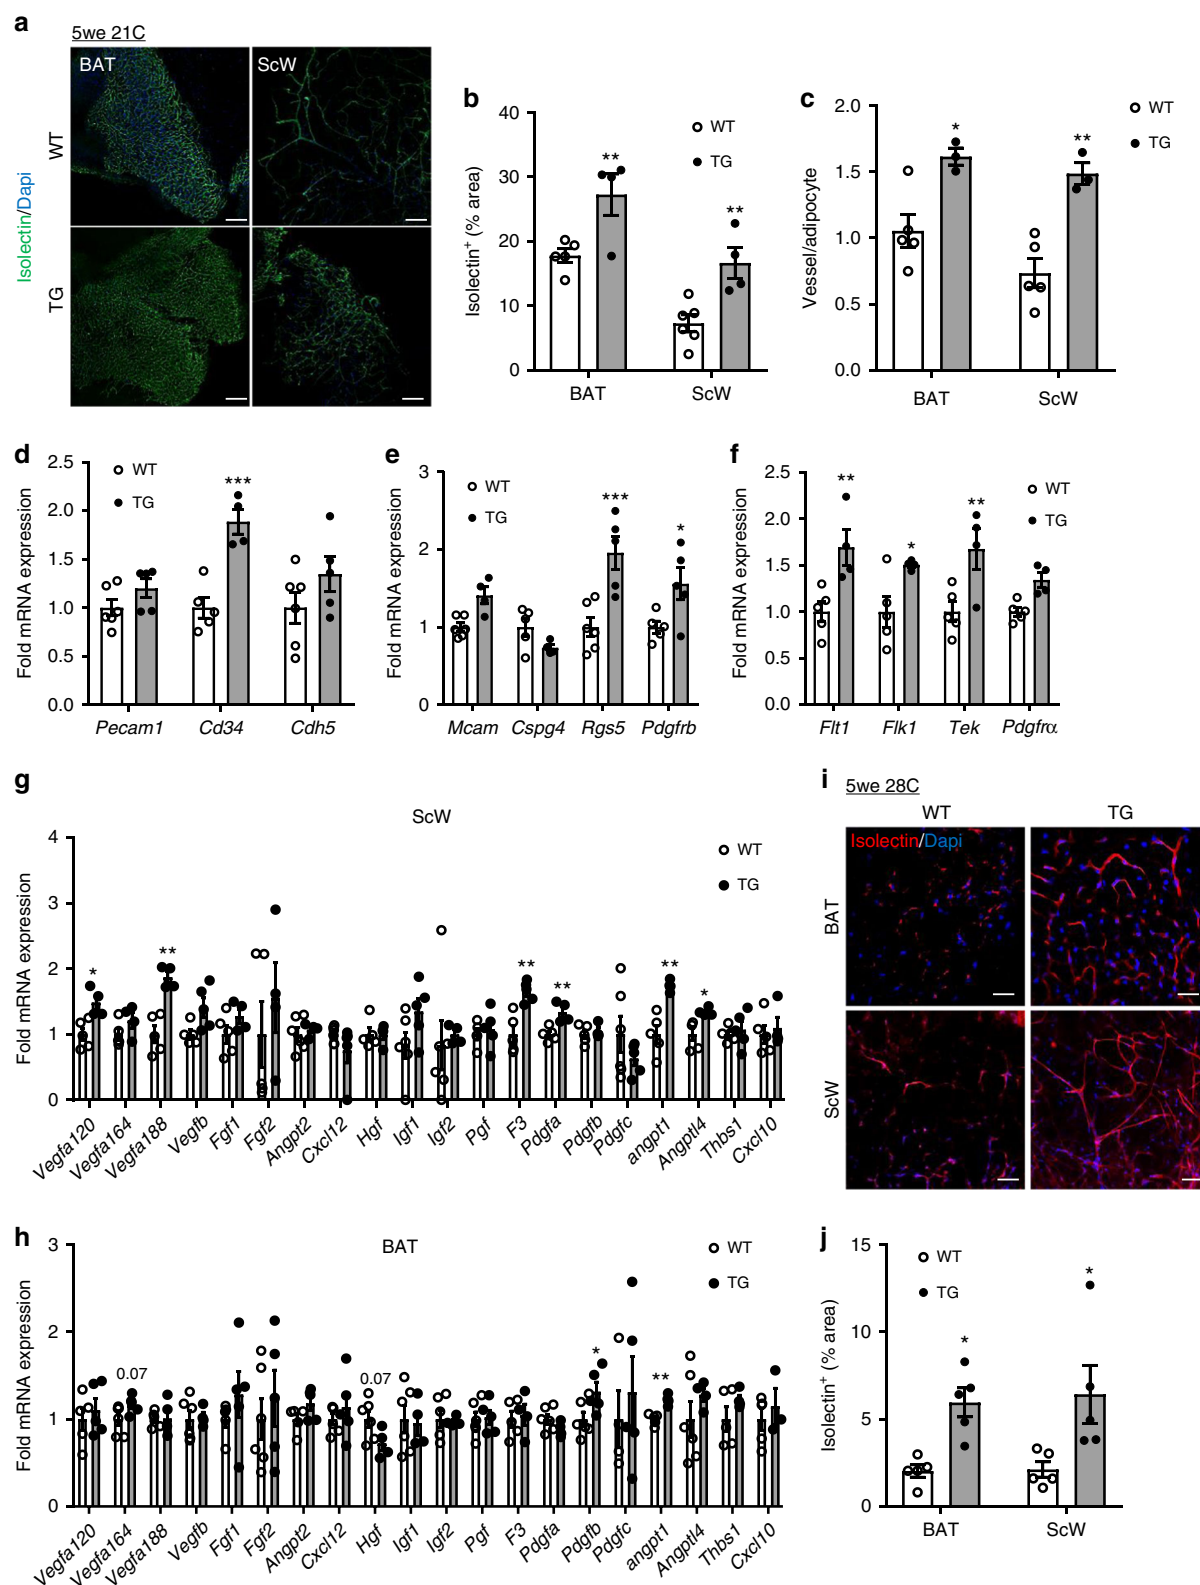 a
5we 21C
BAT
ScW
WT
TG
Isolectin/Dapi
b
Isolectin+ (% area)
40
30
20
10
0
WT
TG
**
**
BAT
ScW
c
Vessel/adipocyte
2.0
1.5
1.0
0.5
0.0
WT
TG
*
**
BAT
ScW
d
Fold mRNA expression
2.5
2.0
1.5
1.0
0.5
0.0
WT
TG
***
Pecam1
Cd34
Cdh5
e
Fold mRNA expression
3
2
1
0
WT
TG
***
*
Mcam
Cspg4
Rgs5
Pdgfrb
f
Fold mRNA expression
2.5
2.0
1.5
1.0
0.5
0.0
WT
TG
**
*
**
Flt1
Flk1
Tek
Pdgfrα
g
ScW
Fold mRNA expression
4
3
2
1
0
WT
TG
*
**
**
**
**
*
Vegfa120
Vegfa164
Vegfa188
Vegfb
Fgf1
Fgf2
Angpt2
Cxcl12
Hgf
Igf1
Igf2
Pgf
F3
Pdgfa
Pdgfb
Pdgfc
angpt1
Angptl4
Thbs1
Cxcl10
h
BAT
Fold mRNA expression
3
2
1
0
WT
TG
0.07
0.07
*
**
Vegfa120
Vegfa164
Vegfa188
Vegfb
Fgf1
Fgf2
Angpt2
Cxcl12
Hgf
Igf1
Igf2
Pgf
F3
Pdgfa
Pdgfb
Pdgfc
angpt1
Angptl4
Thbs1
Cxcl10
i
5we 28C
WT
TG
Isolectin/Dapi
BAT
ScW
j
Isolectin+ (% area)
15
10
5
0
WT
TG
*
*
BAT
ScW